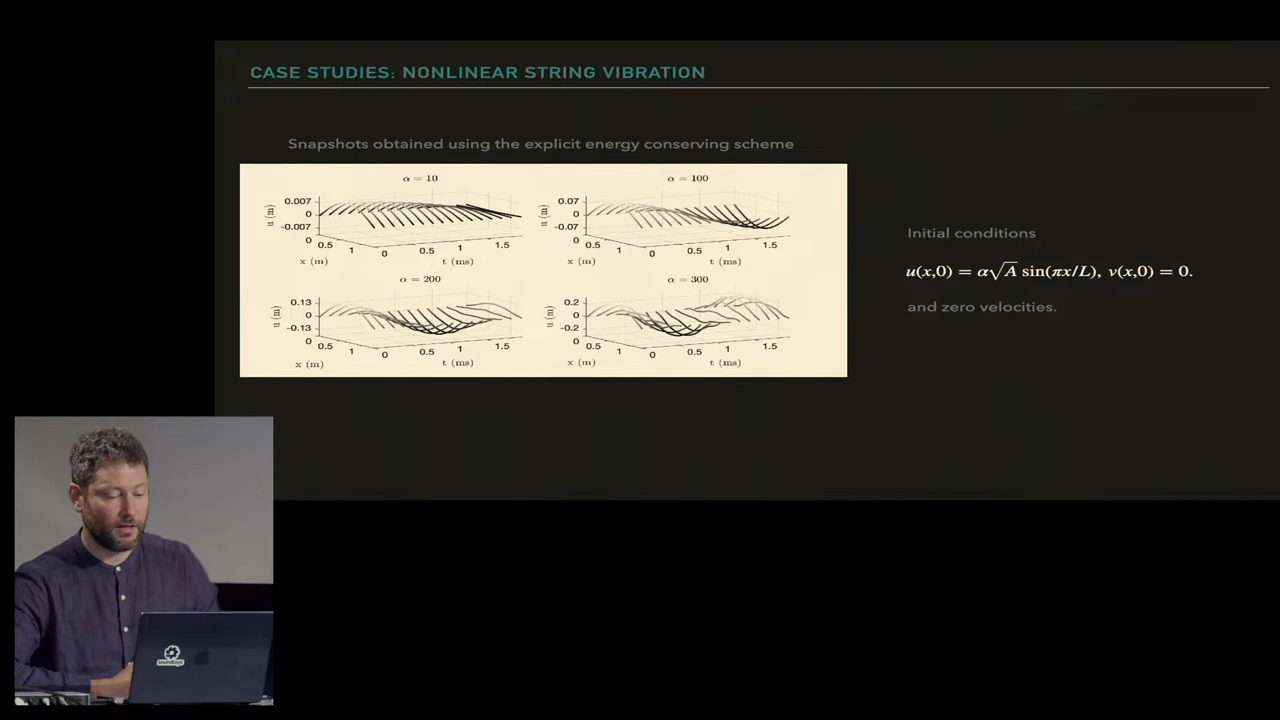 CASE STUDIES: NONLINEAR STRING VIBRATION
Snapshots obtained using the explicit energy conserving scheme
α = 10
0.007
0
-0.007
u (m)
0
0.5
1
x (m)
0
0.5
1
1.5
t (ms)
α = 100
0.07
0
-0.07
u (m)
0
0.5
1
x (m)
0
0.5
1
1.5
t (ms)
α = 200
0.13
0
-0.13
u (m)
0
0.5
1
x (m)
0
0.5
1
1.5
t (ms)
α = 300
0.2
0
-0.2
u (m)
0
0.5
1
x (m)
0
0.5
1
1.5
t (ms)
Initial conditions
u(x,0) = α√A sin(πx/L), v(x,0) = 0.
and zero velocities.
soundtoys